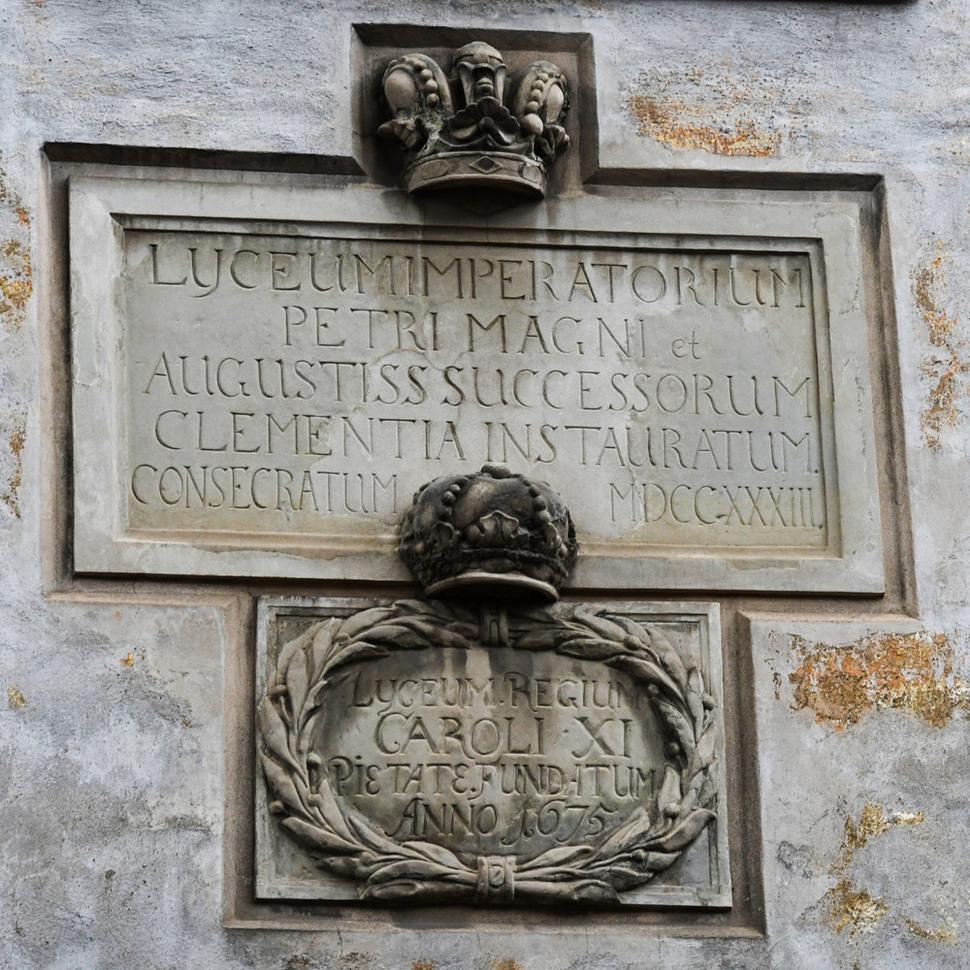 LYCEUM IMPERATORIUM
PETRI MAGNI et
AUGUSTISS SUCCESSORUM
CLEMENTIA INSTAURATUM.
CONSECRATUM MDCCXXXIII.
LYCEUM. REGIUM
CAROLI XI
PIETATE. FUNDATUM
ANNO 1675